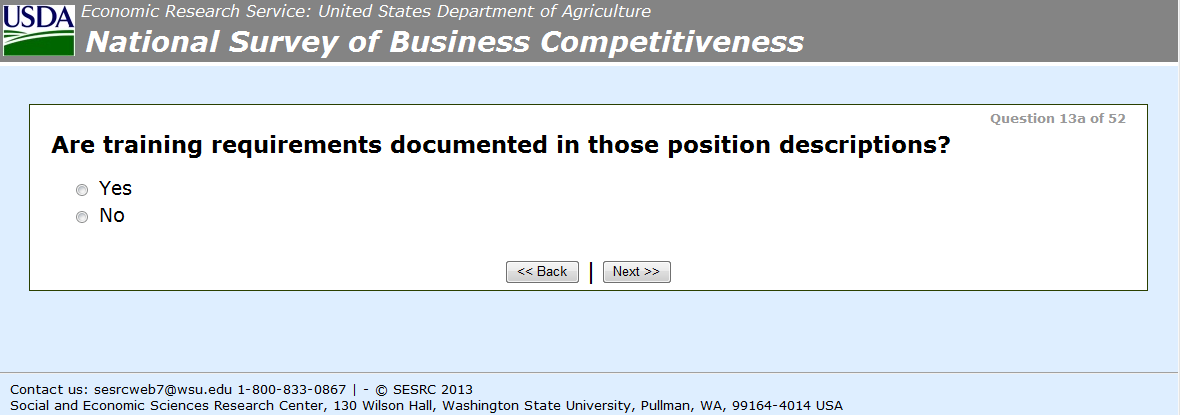 USDA
Economic Research Service: United States Department of Agriculture
National Survey of Business Competitiveness
Question 13a of 52
Are training requirements documented in those position descriptions?
Yes
No
<< Back | Next >>
Contact us: sesrcweb7@wsu.edu 1-800-833-0867 | - © SESRC 2013
Social and Economic Sciences Research Center, 130 Wilson Hall, Washington State University, Pullman, WA, 99164-4014 USA